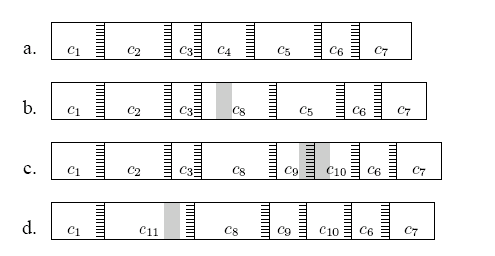 a. c1 c2 c3 c4 c5 c6 c7
b. c1 c2 c3 c8 c5 c6 c7
c. c1 c2 c3 c8 c9 c10 c6 c7
d. c1 c11 c8 c9 c10 c6 c7